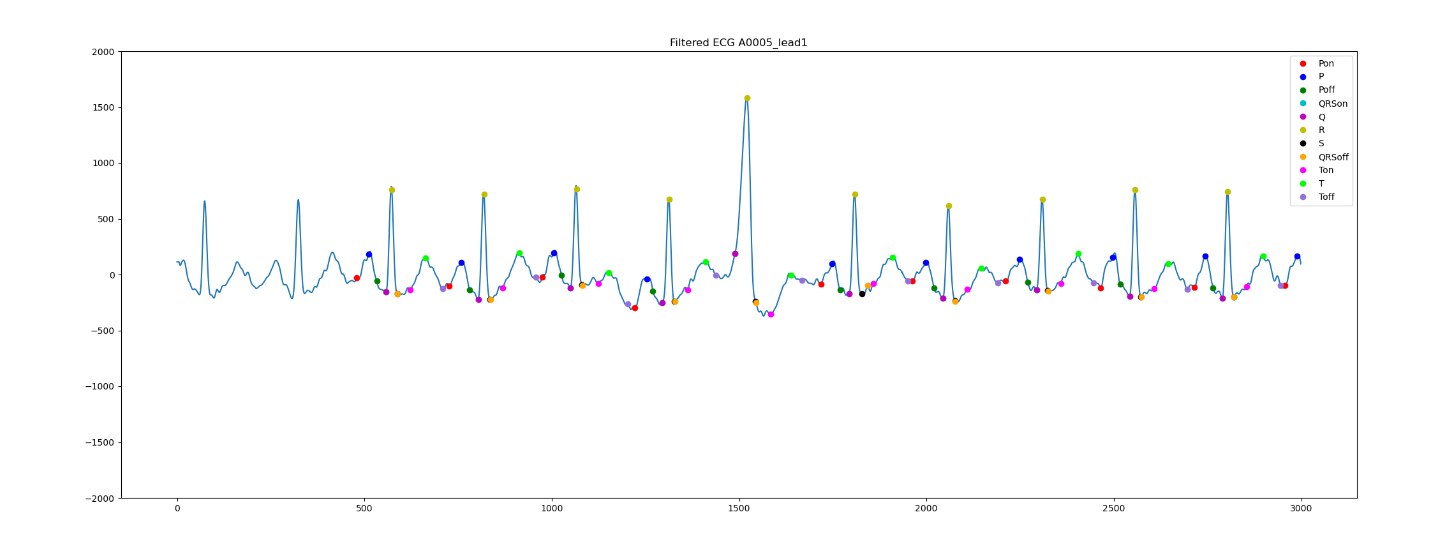 Filtered ECG A0005_lead1
2000
1500
1000
500
0
−500
−1000
−1500
−2000
0 500 1000 1500 2000 2500 3000
Pon
P
Poff
QRSon
Q
R
S
QRSoff
Ton
T
Toff